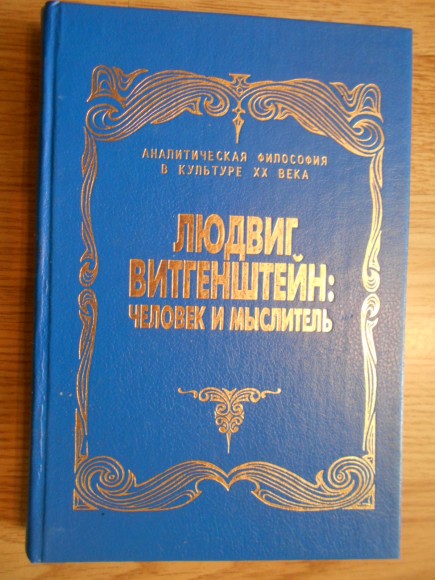 АНАЛИТИЧЕСКАЯ ФИЛОСОФИЯ
В КУЛЬТУРЕ XX ВЕКА
ЛЮДВИГ
ВИТГЕНШТЕЙН:
ЧЕЛОВЕК И МЫСЛИТЕЛЬ